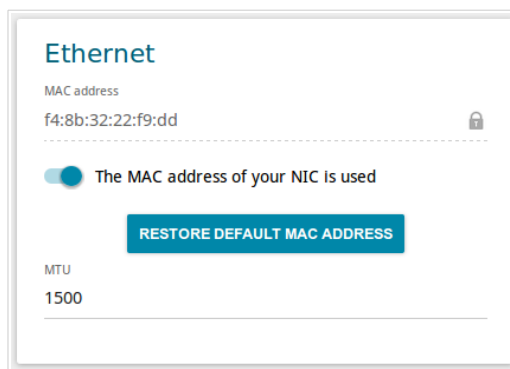 Ethernet
MAC address
f4:8b:32:22:f9:dd
The MAC address of your NIC is used
RESTORE DEFAULT MAC ADDRESS
MTU
1500